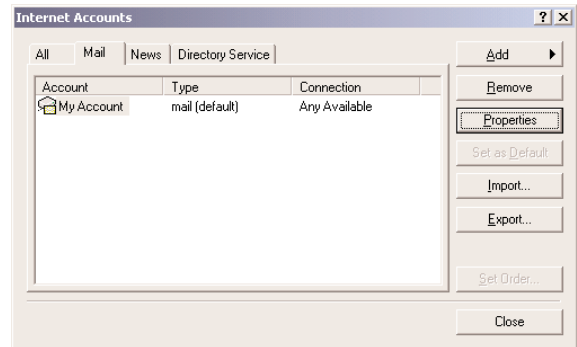 Internet Accounts
All Mail News Directory Service
Add
Account Type Connection
Remove
My Account mail (default) Any Available
Properties
Set as Default
Import...
Export...
Set Order...
Close